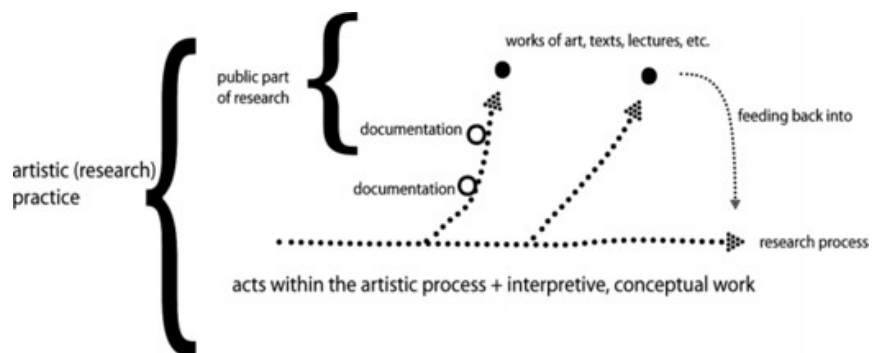 works of art, texts, lectures, etc.
public part
of research
feeding back into
documentation
artistic (research)
practice
documentation
research process
acts within the artistic process + interpretive, conceptual work